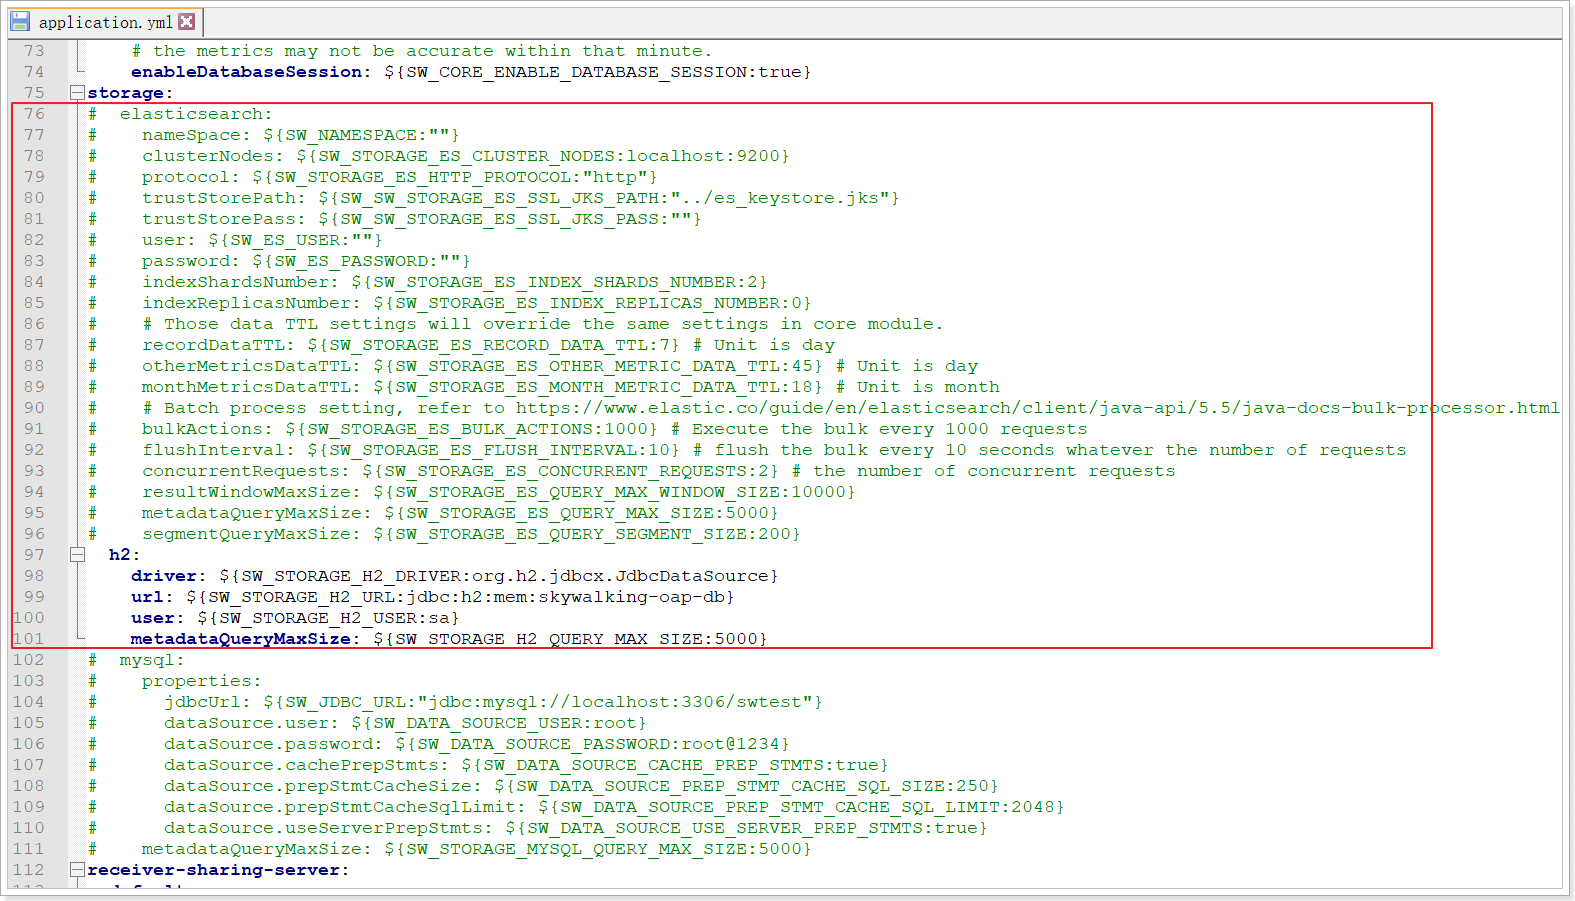 application.yml
73 # the metrics may not be accurate within that minute.
74 enableDatabaseSession: ${SW_CORE_ENABLE_DATABASE_SESSION:true}
75 storage:
76 # elasticsearch:
77 # nameSpace: ${SW_NAMESPACE:""}
78 # clusterNodes: ${SW_STORAGE_ES_CLUSTER_NODES:localhost:9200}
79 # protocol: ${SW_STORAGE_ES_HTTP_PROTOCOL:"http"}
80 # trustStorePath: ${SW_SW_STORAGE_ES_SSL_JKS_PATH:"../es_keystore.jks"}
81 # trustStorePass: ${SW_SW_STORAGE_ES_SSL_JKS_PASS:""}
82 # user: ${SW_ES_USER:""}
83 # password: ${SW_ES_PASSWORD:""}
84 # indexShardsNumber: ${SW_STORAGE_ES_INDEX_SHARDS_NUMBER:2}
85 # indexReplicasNumber: ${SW_STORAGE_ES_INDEX_REPLICAS_NUMBER:0}
86 # # Those data TTL settings will override the same settings in core module.
87 # recordDataTTL: ${SW_STORAGE_ES_RECORD_DATA_TTL:7} # Unit is day
88 # otherMetricsDataTTL: ${SW_STORAGE_ES_OTHER_METRIC_DATA_TTL:45} # Unit is day
89 # monthMetricsDataTTL: ${SW_STORAGE_ES_MONTH_METRIC_DATA_TTL:18} # Unit is month
90 # # Batch process setting, refer to https://www.elastic.co/guide/en/elasticsearch/client/java-api/5.5/java-docs-bulk-processor.html
91 # bulkActions: ${SW_STORAGE_ES_BULK_ACTIONS:1000} # Execute the bulk every 1000 requests
92 # flushInterval: ${SW_STORAGE_ES_FLUSH_INTERVAL:10} # flush the bulk every 10 seconds whatever the number of requests
93 # concurrentRequests: ${SW_STORAGE_ES_CONCURRENT_REQUESTS:2} # the number of concurrent requests
94 # resultWindowMaxSize: ${SW_STORAGE_ES_QUERY_MAX_WINDOW_SIZE:10000}
95 # metadataQueryMaxSize: ${SW_STORAGE_ES_QUERY_MAX_SIZE:5000}
96 # segmentQueryMaxSize: ${SW_STORAGE_ES_QUERY_SEGMENT_SIZE:200}
97 h2:
98 driver: ${SW_STORAGE_H2_DRIVER:org.h2.jdbcx.JdbcDataSource}
99 url: ${SW_STORAGE_H2_URL:jdbc:h2:mem:skywalking-oap-db}
100 user: ${SW_STORAGE_H2_USER:sa}
101 metadataQueryMaxSize: ${SW_STORAGE_H2_QUERY_MAX_SIZE:5000}
102 # mysql:
103 # properties:
104 # jdbcUrl: ${SW_JDBC_URL:"jdbc:mysql://localhost:3306/swtest"}
105 # dataSource.user: ${SW_DATA_SOURCE_USER:root}
106 # dataSource.password: ${SW_DATA_SOURCE_PASSWORD:root@1234}
107 # dataSource.cachePrepStmts: ${SW_DATA_SOURCE_CACHE_PREP_STMTS:true}
108 # dataSource.prepStmtCacheSize: ${SW_DATA_SOURCE_PREP_STMT_CACHE_SQL_SIZE:250}
109 # dataSource.prepStmtCacheSqlLimit: ${SW_DATA_SOURCE_PREP_STMT_CACHE_SQL_LIMIT:2048}
110 # dataSource.useServerPrepStmts: ${SW_DATA_SOURCE_USE_SERVER_PREP_STMTS:true}
111 # metadataQueryMaxSize: ${SW_STORAGE_MYSQL_QUERY_MAX_SIZE:5000}
112 receiver-sharing-server: